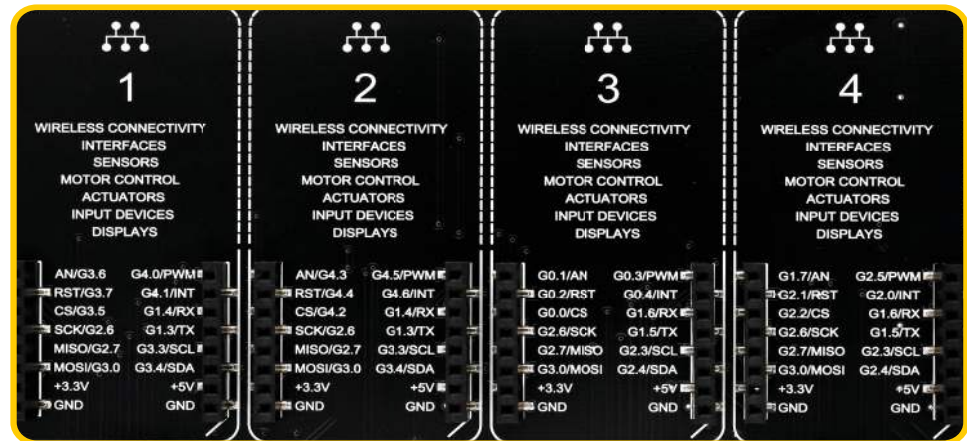 1
WIRELESS CONNECTIVITY
INTERFACES
SENSORS
MOTOR CONTROL
ACTUATORS
INPUT DEVICES
DISPLAYS
AN/G3.6 G4.0/PWM
RST/G3.7 G4.1/INT
CS/G3.5 G1.4/RX
SCK/G2.6 G1.3/TX
MISO/G2.7 G3.3/SCL
MOSI/G3.0 G3.4/SDA
+3.3V +5V
GND GND
2
WIRELESS CONNECTIVITY
INTERFACES
SENSORS
MOTOR CONTROL
ACTUATORS
INPUT DEVICES
DISPLAYS
AN/G4.3 G4.5/PWM
RST/G4.4 G4.6/INT
CS/G4.2 G1.4/RX
SCK/G2.6 G1.3/TX
MISO/G2.7 G3.3/SCL
MOSI/G3.0 G3.4/SDA
+3.3V +5V
GND GND
3
WIRELESS CONNECTIVITY
INTERFACES
SENSORS
MOTOR CONTROL
ACTUATORS
INPUT DEVICES
DISPLAYS
G0.1/AN G0.3/PWM
G0.2/RST G0.4/INT
G0.0/CS G1.6/RX
G2.6/SCK G1.5/TX
G2.7/MISO G2.3/SCL
G3.0/MOSI G2.4/SDA
+3.3V +5V
GND GND
4
WIRELESS CONNECTIVITY
INTERFACES
SENSORS
MOTOR CONTROL
ACTUATORS
INPUT DEVICES
DISPLAYS
G1.7/AN G2.5/PWM
G2.1/RST G2.0/INT
G2.2/CS G1.6/RX
G2.6/SCK G1.5/TX
G2.7/MISO G2.3/SCL
G3.0/MOSI G2.4/SDA
+3.3V +5V
GND GND